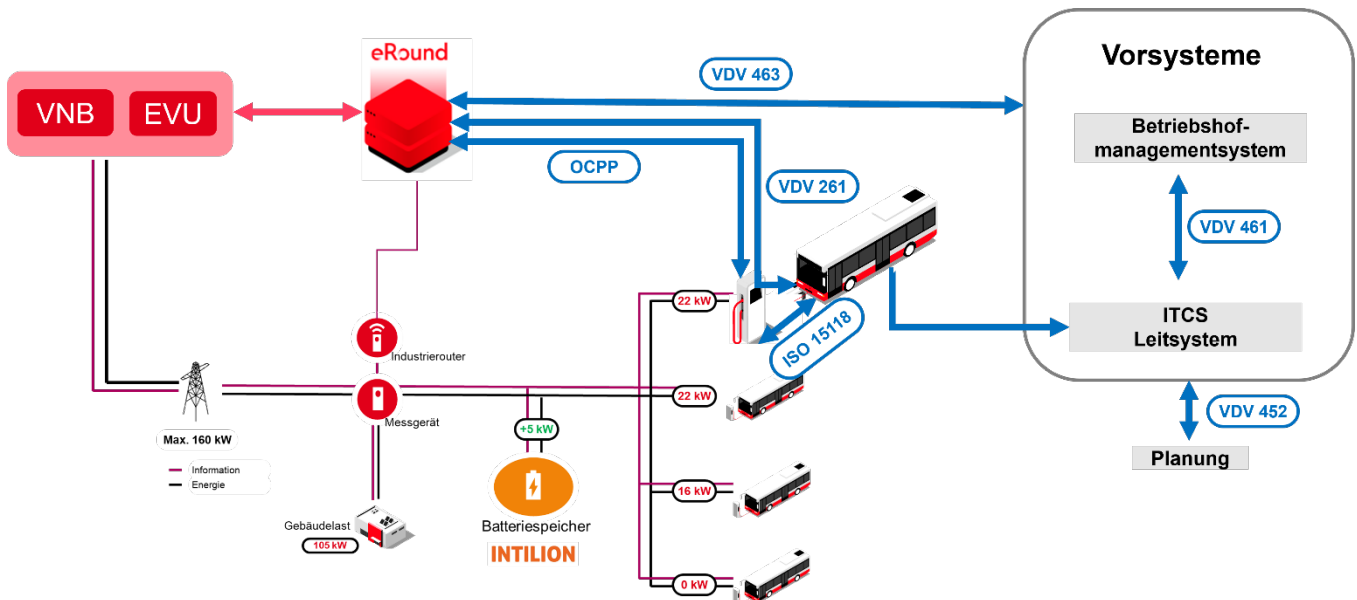 eRound
VNB
EVU
VDV 463
OCPP
VDV 261
Vorsysteme
Betriebshof-
managementsystem
VDV 461
ITCS
Leitsystem
VDV 452
Planung
ISO 15118
22 kW
Industrierouter
22 kW
Messgerät
Max. 160 kW
+5 kW
Information
Energie
16 kW
Gebäudelast
105 kW
Batteriespeicher
INTILION
0 kW